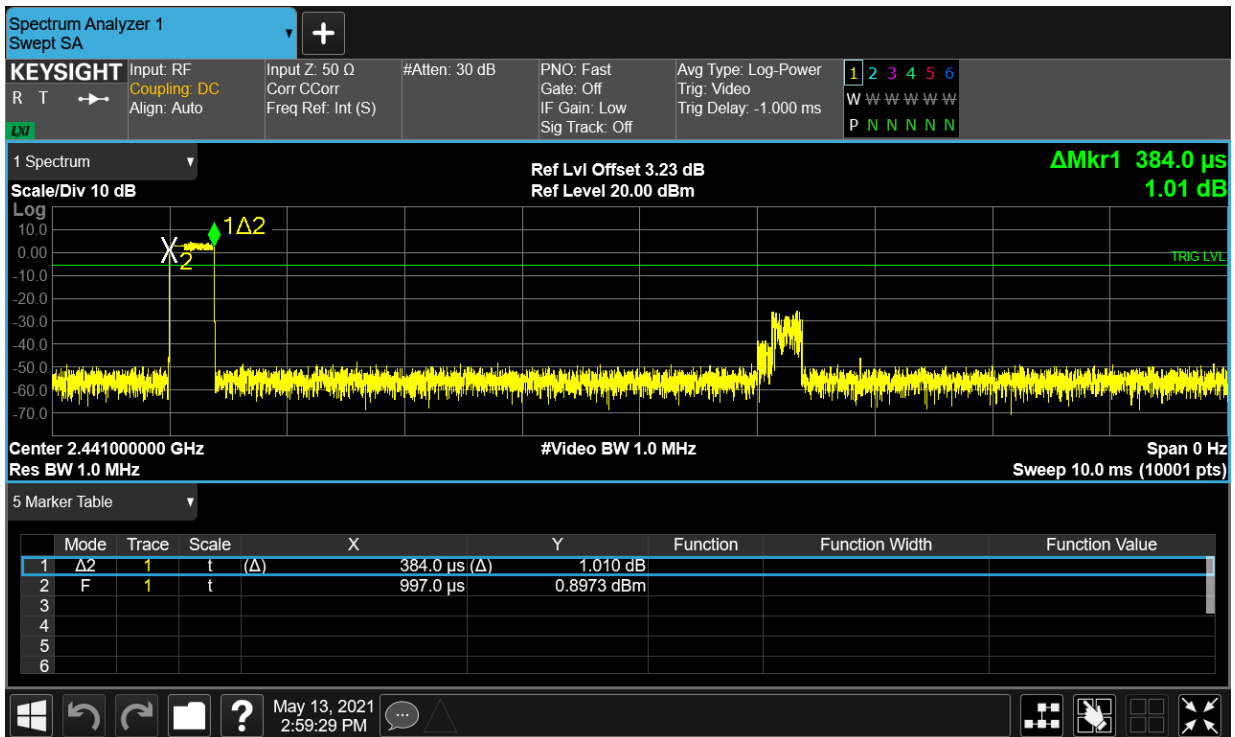 Spectrum Analyzer 1
Swept SA
KEYSIGHT
R T
LXI
Input: RF
Coupling: DC
Align: Auto
Input Z: 50 Ω
Corr CCorr
Freq Ref: Int (S)
#Atten: 30 dB
PNO: Fast
Gate: Off
IF Gain: Low
Sig Track: Off
Avg Type: Log-Power
Trig: Video
Trig Delay: -1.000 ms
1 2 3 4 5 6
W W W W W W
P N N N N N
1 Spectrum
Scale/Div 10 dB
Ref Lvl Offset 3.23 dB
Ref Level 20.00 dBm
ΔMkr1 384.0 µs
1.01 dB
Log
10.0
0.00
-10.0
-20.0
-30.0
-40.0
-50.0
-60.0
-70.0
1Δ2
2
TRIG LVL
Center 2.441000000 GHz
#Video BW 1.0 MHz
Span 0 Hz
Res BW 1.0 MHz
Sweep 10.0 ms (10001 pts)
5 Marker Table
Mode Trace Scale X Y Function Function Width Function Value
1 Δ2 1 t (Δ) 384.0 µs (Δ) 1.010 dB
2 F 1 t 997.0 µs 0.8973 dBm
3
4
5
6
?
May 13, 2021
2:59:29 PM